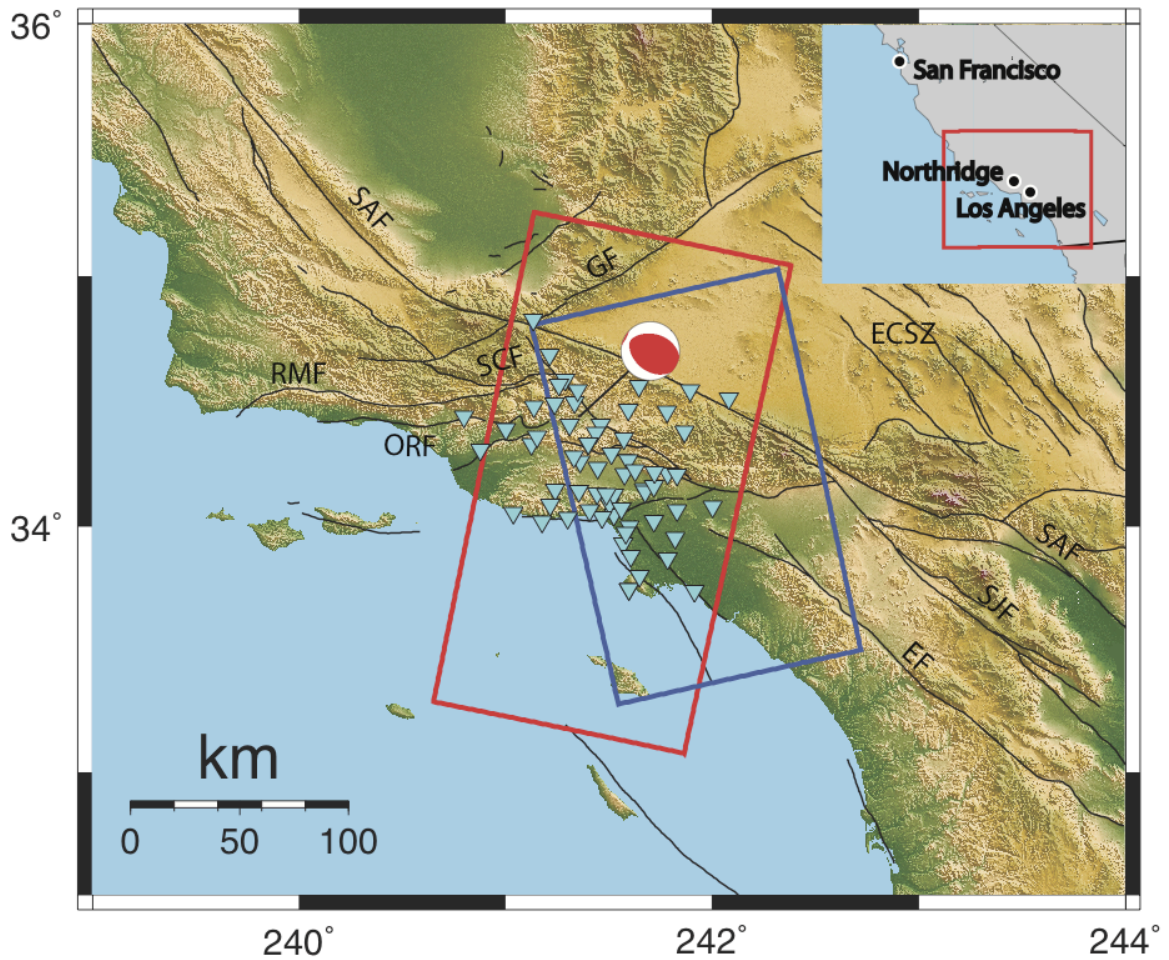 36°
San Francisco
Northridge
Los Angeles
SAF
GF
ECSZ
SCF
RMF
ORF
34°
SAF
SJF
EF
km
0 50 100
240° 242° 244°